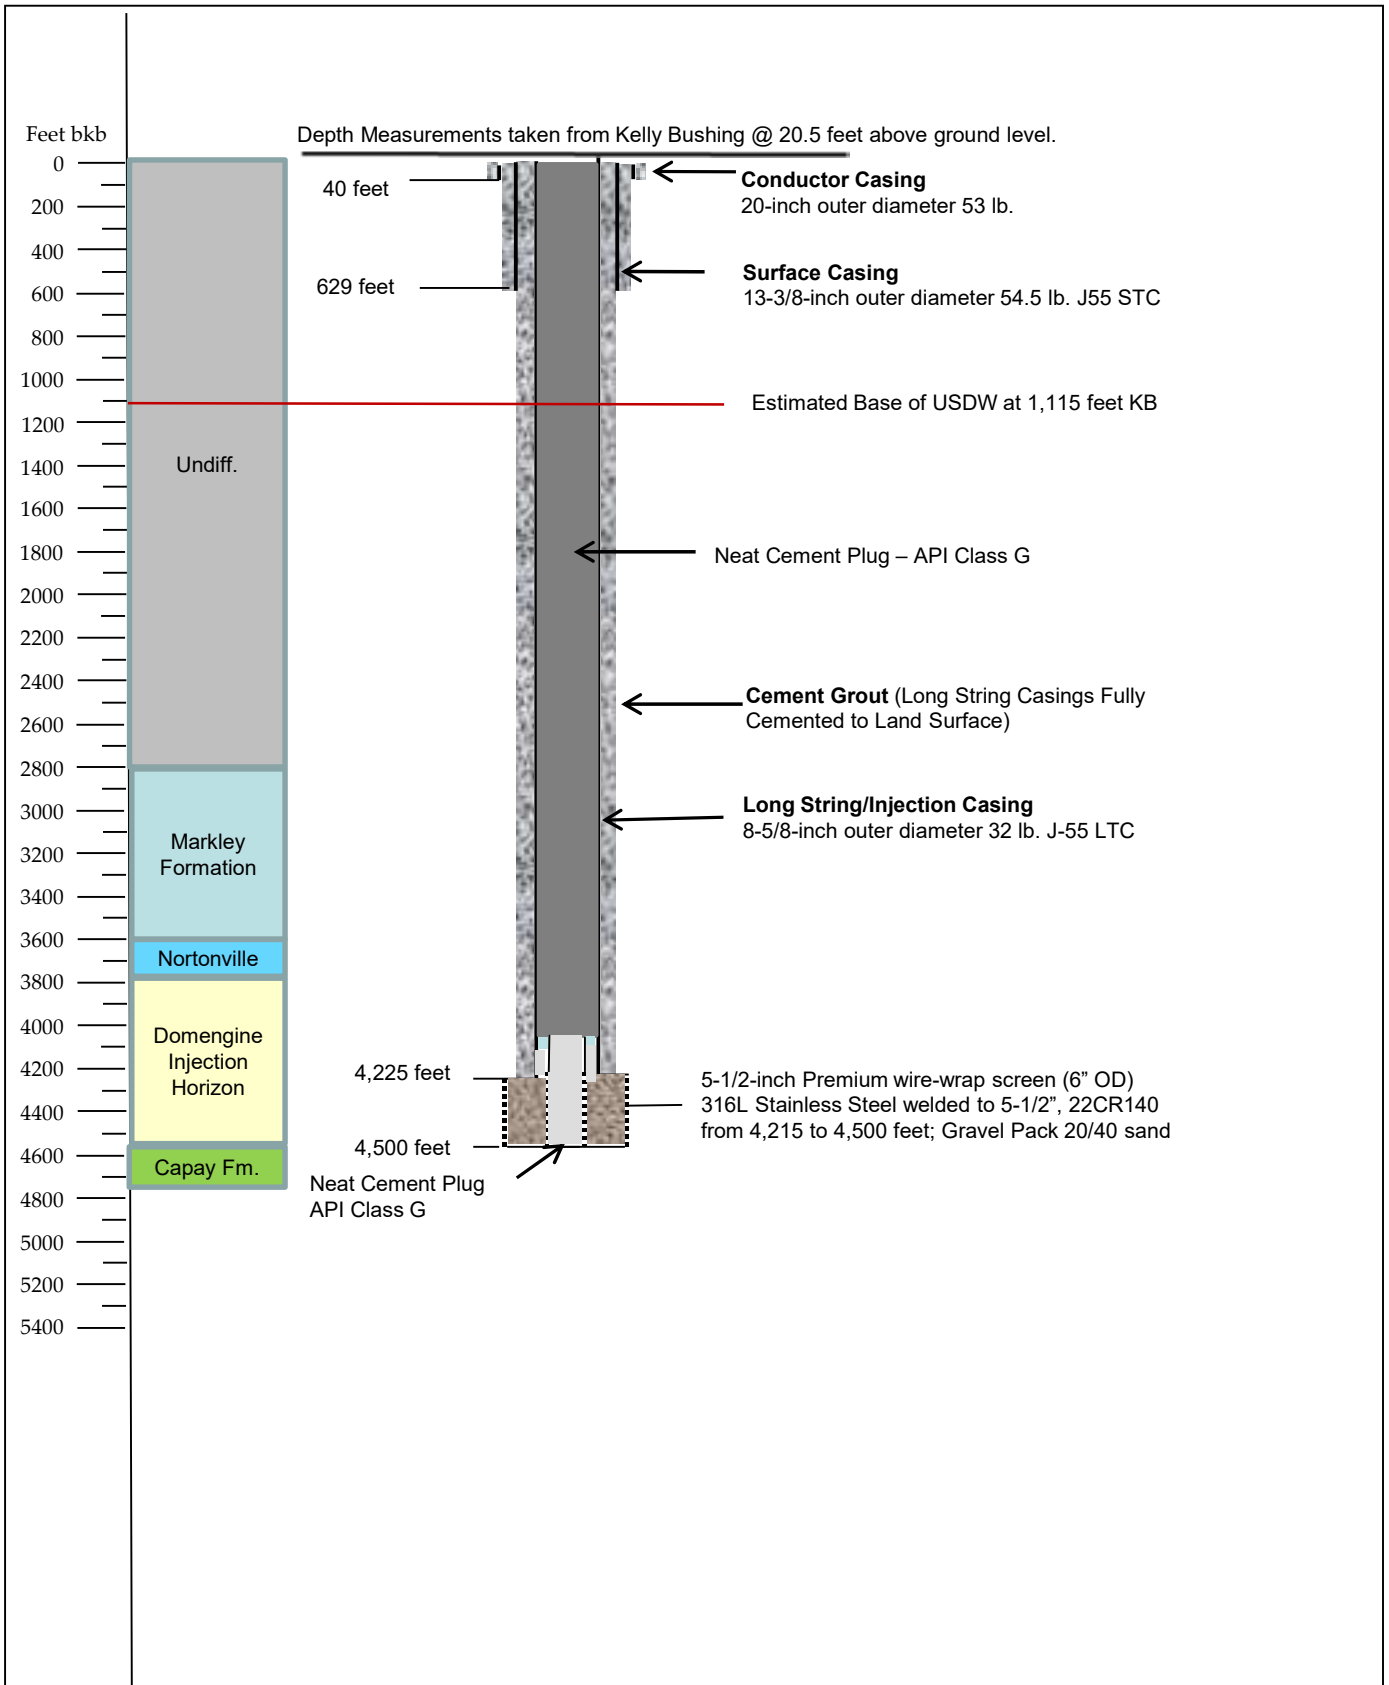 Feet bkb
Depth Measurements taken from Kelly Bushing @ 20.5 feet above ground level.
0
200
400
600
800
1000
1200
1400
1600
1800
2000
2200
2400
2600
2800
3000
3200
3400
3600
3800
4000
4200
4400
4600
4800
5000
5200
5400
Undiff.
Markley
Formation
Nortonville
Domengine
Injection
Horizon
Capay Fm.
40 feet
629 feet
4,225 feet
4,500 feet
Neat Cement Plug
API Class G
Conductor Casing
20-inch outer diameter 53 lb.
Surface Casing
13-3/8-inch outer diameter 54.5 lb. J55 STC
Estimated Base of USDW at 1,115 feet KB
Neat Cement Plug – API Class G
Cement Grout (Long String Casings Fully
Cemented to Land Surface)
Long String/Injection Casing
8-5/8-inch outer diameter 32 lb. J-55 LTC
5-1/2-inch Premium wire-wrap screen (6” OD)
316L Stainless Steel welded to 5-1/2”, 22CR140
from 4,215 to 4,500 feet; Gravel Pack 20/40 sand